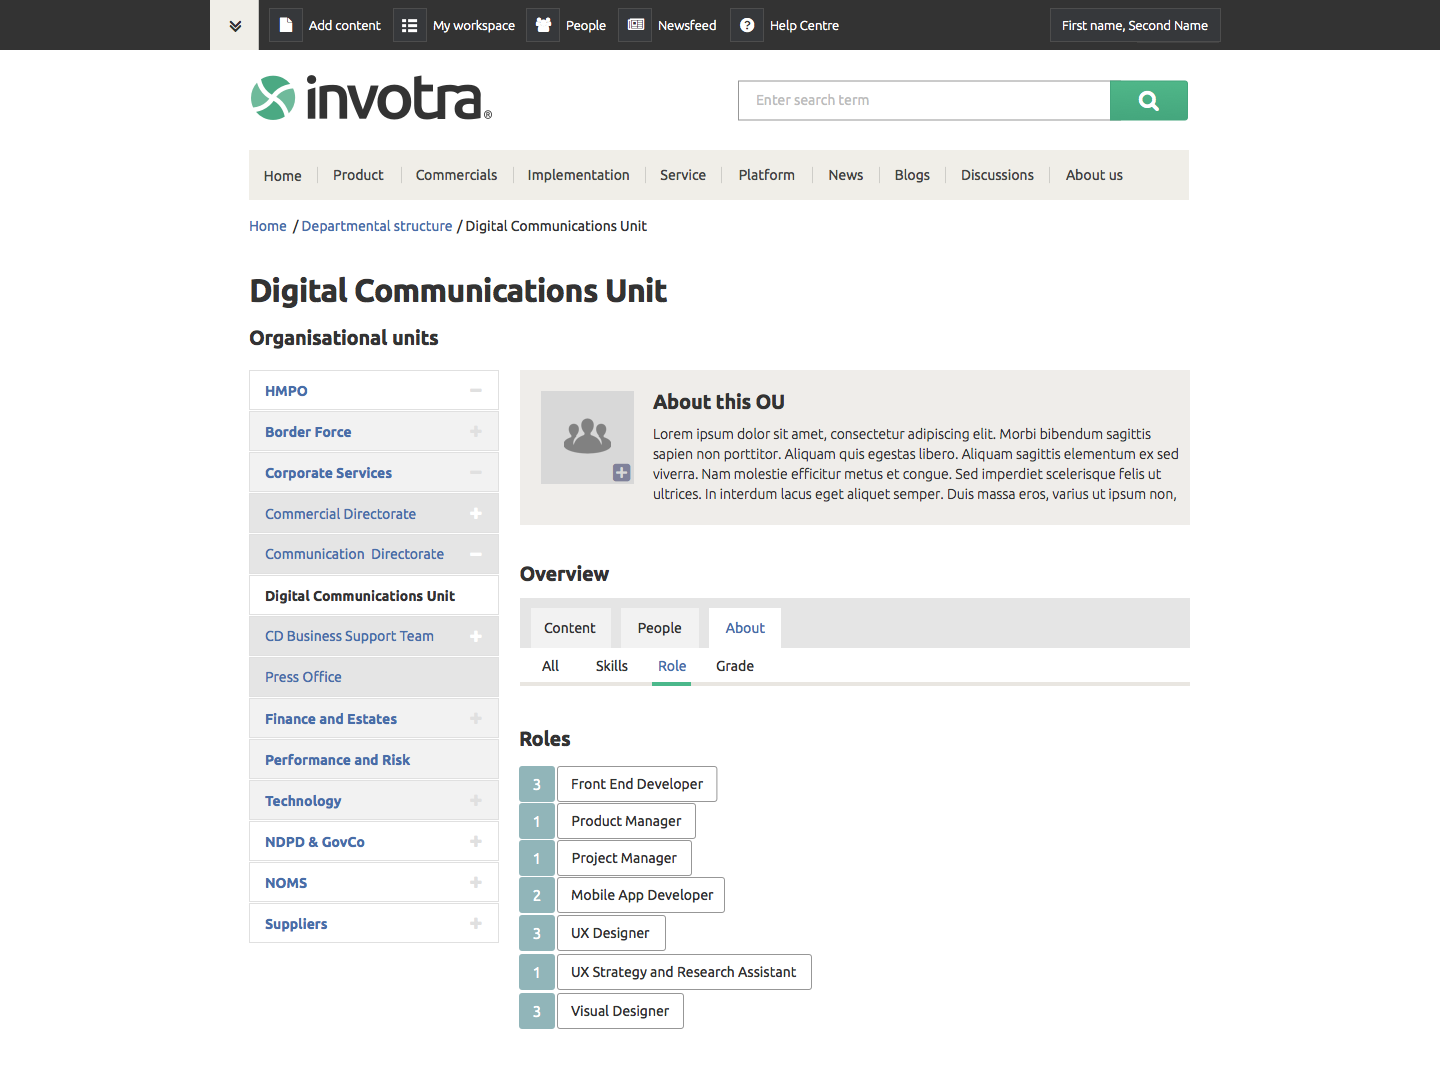 Add content My workspace People Newsfeed Help Centre First name, Second Name
invotra®
Enter search term
Home Product Commercials Implementation Service Platform News Blogs Discussions About us
Home / Departmental structure / Digital Communications Unit
Digital Communications Unit
Organisational units
HMPO
Border Force
Corporate Services
Commercial Directorate
Communication Directorate
Digital Communications Unit
CD Business Support Team
Press Office
Finance and Estates
Performance and Risk
Technology
NDPD & GovCo
NOMS
Suppliers
About this OU
Lorem ipsum dolor sit amet, consectetur adipiscing elit. Morbi bibendum sagittis
sapien non porttitor. Aliquam quis egestas libero. Aliquam sagittis elementum ex sed
viverra. Nam molestie efficitur metus et congue. Sed imperdiet scelerisque felis ut
ultrices. In interdum lacus eget aliquet semper. Duis massa eros, varius ut ipsum non,
Overview
Content People About
All Skills Role Grade
Roles
3 Front End Developer
1 Product Manager
1 Project Manager
2 Mobile App Developer
3 UX Designer
1 UX Strategy and Research Assistant
3 Visual Designer